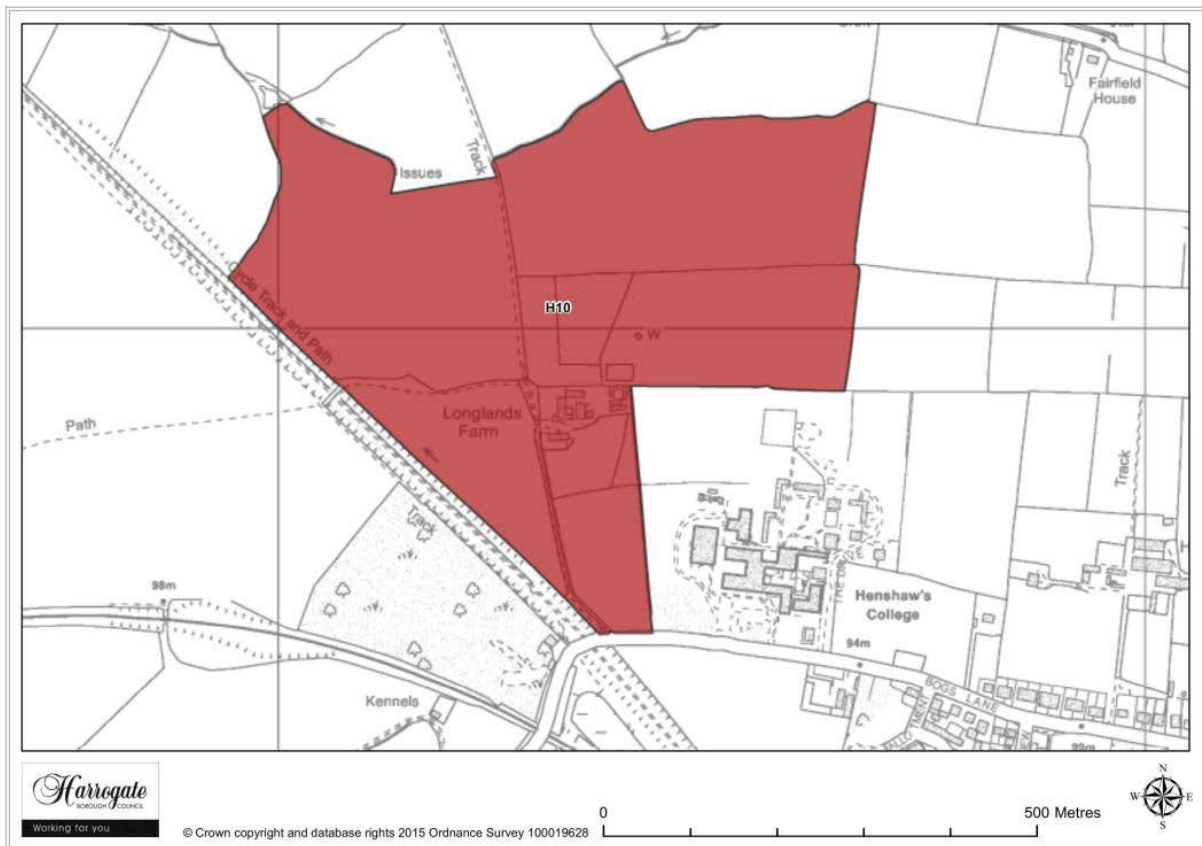 Fairfield
House
Track
Issues
Cycle Track and Path
H10
W
Path
Longlands
Farm
Track
Track
98m
Henshaw's
College
94m
Kennels
BOGS LANE
99m
Harrogate
BOROUGH COUNCIL
Working for you
© Crown copyright and database rights 2015 Ordnance Survey 100019628
0
500 Metres
N
W
E
S